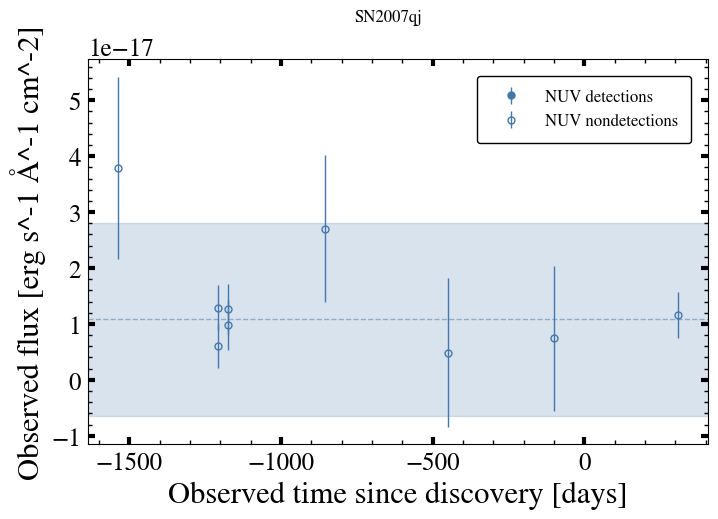 SN2007qj
1e−17
NUV detections
NUV nondetections
5
4
3
2
1
0
−1
−1500
−1000
−500
0
Observed flux [erg s^-1 Å^-1 cm^-2]
Observed time since discovery [days]